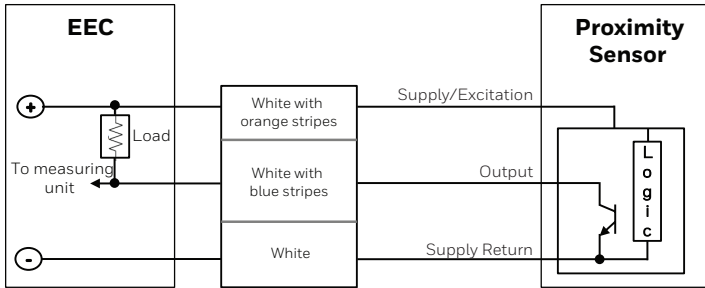 EEC
Proximity
Sensor
+
White with
orange stripes
Supply/Excitation
Load
To measuring
unit
White with
blue stripes
Output
L
o
g
i
c
-
White
Supply Return